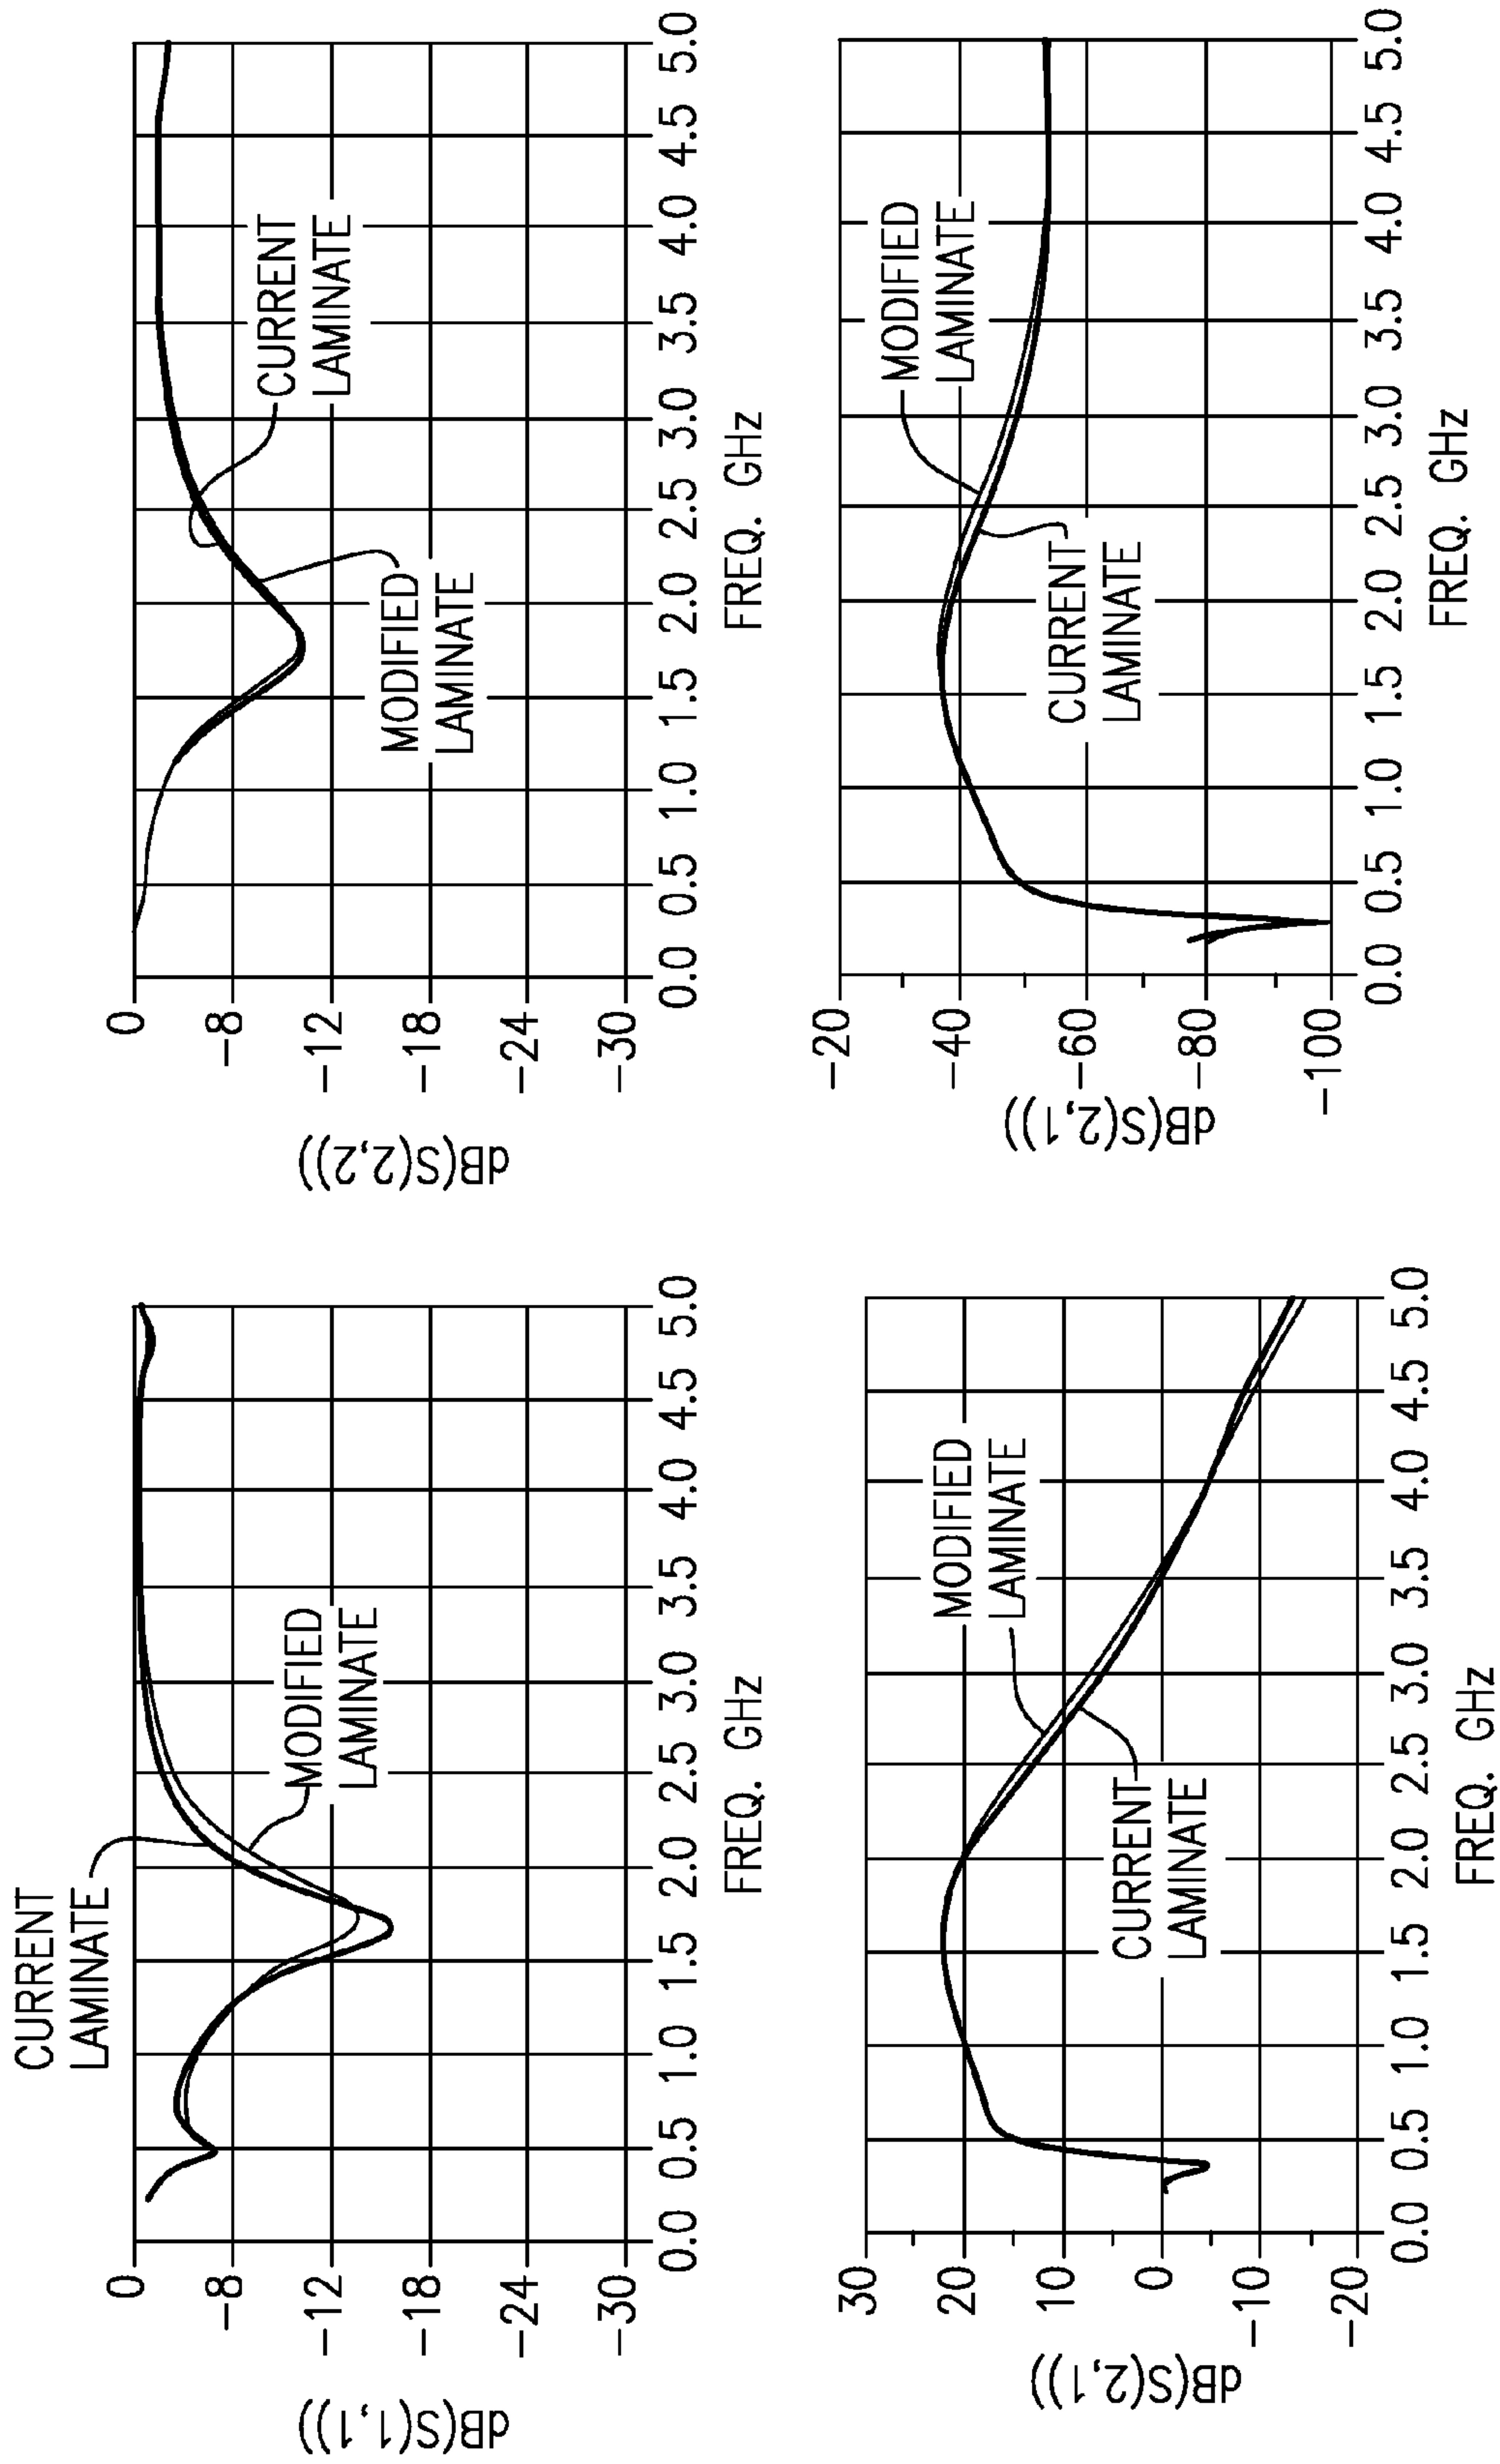 CURRENT
LAMINATE
dB(S(1,1))
0
-8
-12
-18
-24
-30
MODIFIED
LAMINATE
0.0 0.5 1.0 1.5 2.0 2.5 3.0 3.5 4.0 4.5 5.0
FREQ. GHz
dB(S(2,2))
0
-8
-12
-18
-24
-30
CURRENT
LAMINATE
MODIFIED
LAMINATE
0.0 0.5 1.0 1.5 2.0 2.5 3.0 3.5 4.0 4.5 5.0
FREQ. GHz
dB(S(2,1))
30
20
10
0
-10
-20
MODIFIED
LAMINATE
CURRENT
LAMINATE
0.0 0.5 1.0 1.5 2.0 2.5 3.0 3.5 4.0 4.5 5.0
FREQ. GHz
dB(S(2,1))
-20
-40
-60
-80
-100
MODIFIED
LAMINATE
CURRENT
LAMINATE
0.0 0.5 1.0 1.5 2.0 2.5 3.0 3.5 4.0 4.5 5.0
FREQ. GHz